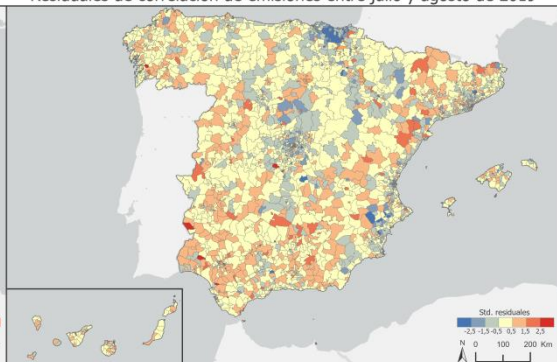 Residuales de correlación de emisiones entre julio y agosto de 2019
Std. residuales
-2,5 -1,5 -0,5 0,5 1,5 2,5
N
0 100 200 Km